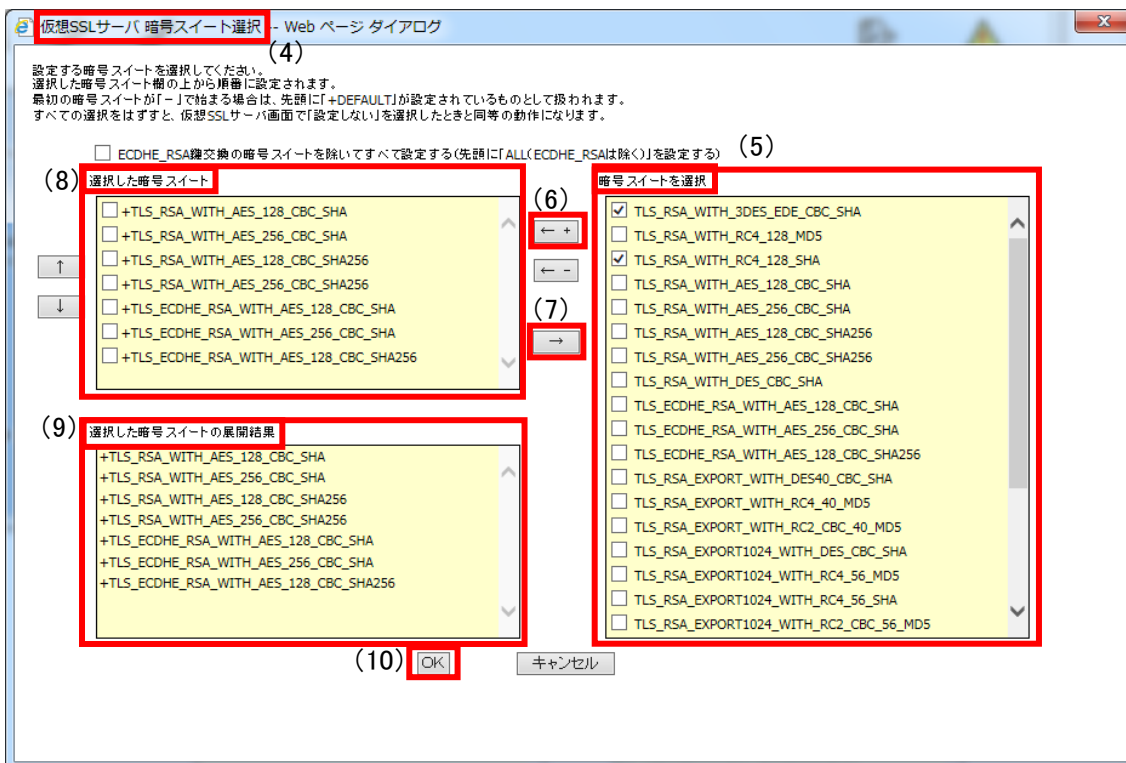 仮想SSLサーバ 暗号スイート選択 -- Web ページ ダイアログ
(4)
設定する暗号スイートを選択してください。
選択した暗号スイート欄の上から順番に設定されます。
最初の暗号スイートが「-」で始まる場合は、先頭に「+DEFAULT」が設定されているものとして扱われます。
すべての選択をはずすと、仮想SSLサーバ画面で「設定しない」を選択したときと同等の動作になります。
ECDHE_RSA鍵交換の暗号スイートを除いてすべて設定する(先頭に「ALL(ECDHE_RSAは除く)」を設定する)
(5)
(8)
選択した暗号スイート
+TLS_RSA_WITH_AES_128_CBC_SHA
+TLS_RSA_WITH_AES_256_CBC_SHA
+TLS_RSA_WITH_AES_128_CBC_SHA256
+TLS_RSA_WITH_AES_256_CBC_SHA256
+TLS_ECDHE_RSA_WITH_AES_128_CBC_SHA
+TLS_ECDHE_RSA_WITH_AES_256_CBC_SHA
+TLS_ECDHE_RSA_WITH_AES_128_CBC_SHA256
↑
↓
(6)
← +
← -
(7)
→
暗号スイートを選択
TLS_RSA_WITH_3DES_EDE_CBC_SHA
TLS_RSA_WITH_RC4_128_MD5
TLS_RSA_WITH_RC4_128_SHA
TLS_RSA_WITH_AES_128_CBC_SHA
TLS_RSA_WITH_AES_256_CBC_SHA
TLS_RSA_WITH_AES_128_CBC_SHA256
TLS_RSA_WITH_AES_256_CBC_SHA256
TLS_RSA_WITH_DES_CBC_SHA
TLS_ECDHE_RSA_WITH_AES_128_CBC_SHA
TLS_ECDHE_RSA_WITH_AES_256_CBC_SHA
TLS_ECDHE_RSA_WITH_AES_128_CBC_SHA256
TLS_RSA_EXPORT_WITH_DES40_CBC_SHA
TLS_RSA_EXPORT_WITH_RC4_40_MD5
TLS_RSA_EXPORT_WITH_RC2_CBC_40_MD5
TLS_RSA_EXPORT1024_WITH_DES_CBC_SHA
TLS_RSA_EXPORT1024_WITH_RC4_56_MD5
TLS_RSA_EXPORT1024_WITH_RC4_56_SHA
TLS_RSA_EXPORT1024_WITH_RC2_CBC_56_MD5
(9)
選択した暗号スイートの展開結果
+TLS_RSA_WITH_AES_128_CBC_SHA
+TLS_RSA_WITH_AES_256_CBC_SHA
+TLS_RSA_WITH_AES_128_CBC_SHA256
+TLS_RSA_WITH_AES_256_CBC_SHA256
+TLS_ECDHE_RSA_WITH_AES_128_CBC_SHA
+TLS_ECDHE_RSA_WITH_AES_256_CBC_SHA
+TLS_ECDHE_RSA_WITH_AES_128_CBC_SHA256
(10)
OK
キャンセル